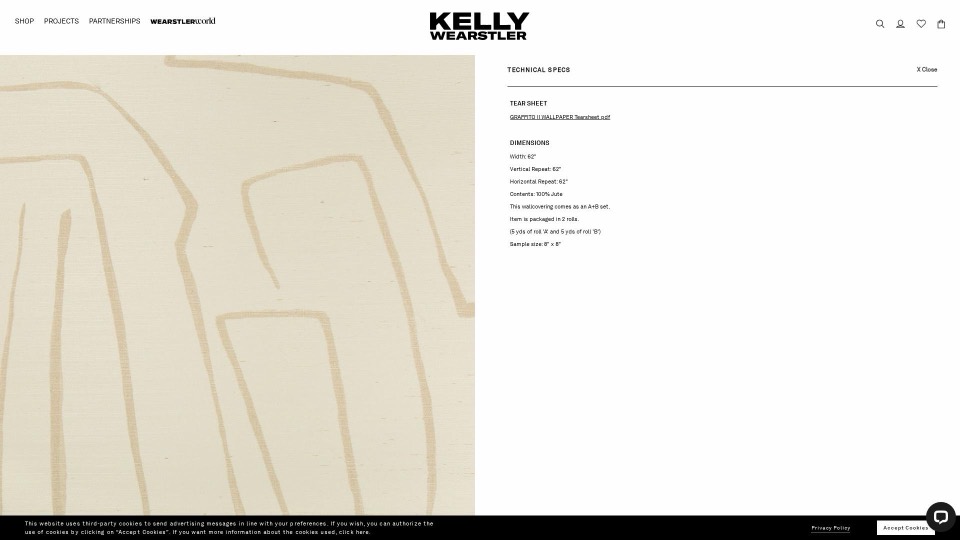 SHOP PROJECTS PARTNERSHIPS WEARSTLERworld
KELLY
WEARSTLER
TECHNICAL SPECS
X Close
TEAR SHEET
GRAFFITO II WALLPAPER Tearsheet.pdf
DIMENSIONS
Width: 62"
Vertical Repeat: 62"
Horizontal Repeat: 62"
Contents: 100% Jute
This wallcovering comes as an A+B set.
Item is packaged in 2 rolls.
(5 yds of roll 'A' and 5 yds of roll 'B')
Sample size: 8" x 8"
This website uses third-party cookies to send advertising messages in line with your preferences. If you wish, you can authorize the
use of cookies by clicking on "Accept Cookies". If you want more information about the cookies used, click here.
Privacy Policy
Accept Cookies